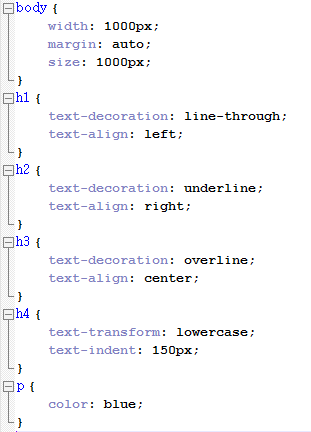 body {
    width: 1000px;
    margin: auto;
    size: 1000px;
}
h1 {
    text-decoration: line-through;
    text-align: left;
}
h2 {
    text-decoration: underline;
    text-align: right;
}
h3 {
    text-decoration: overline;
    text-align: center;
}
h4 {
    text-transform: lowercase;
    text-indent: 150px;
}
p {
    color: blue;
}